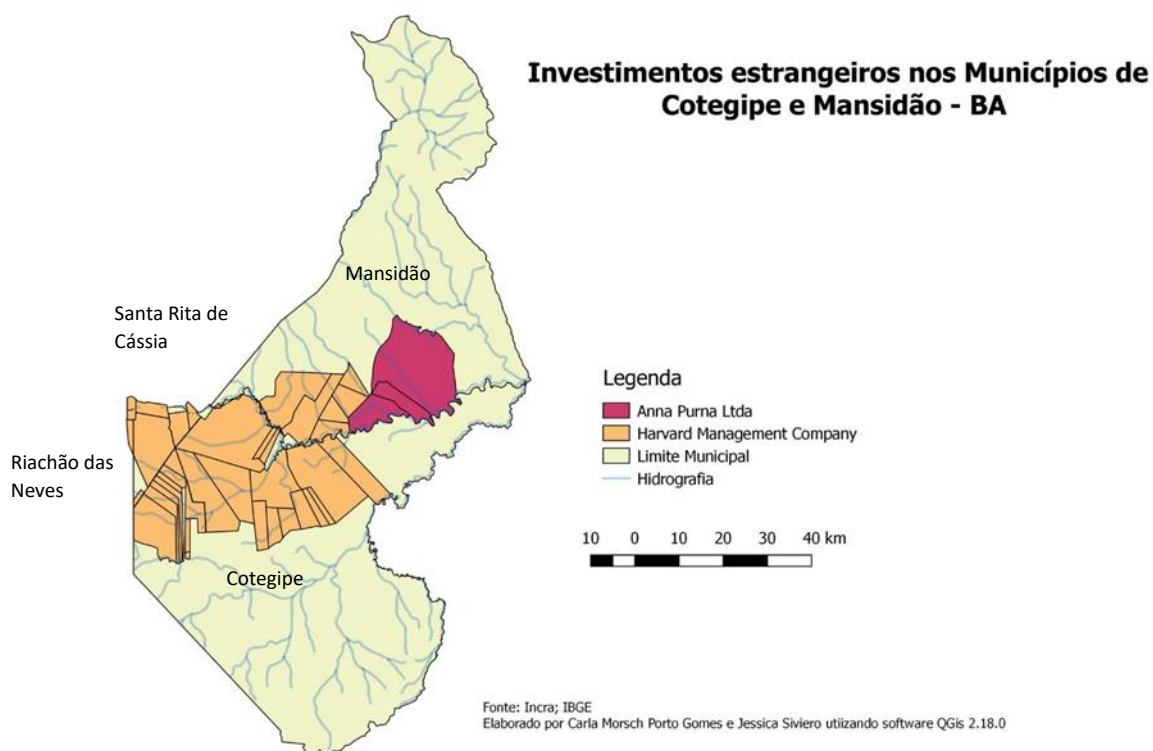 Investimentos estrangeiros nos Municípios de
Cotegipe e Mansidão - BA
Mansidão
Santa Rita de
Cássia
Riachão das
Neves
Cotegipe
Legenda
Anna Purna Ltda
Harvard Management Company
Limite Municipal
Hidrografia
10 0 10 20 30 40 km
Fonte: Incra; IBGE
Elaborado por Carla Morsch Porto Gomes e Jessica Siviero utiizando software QGis 2.18.0